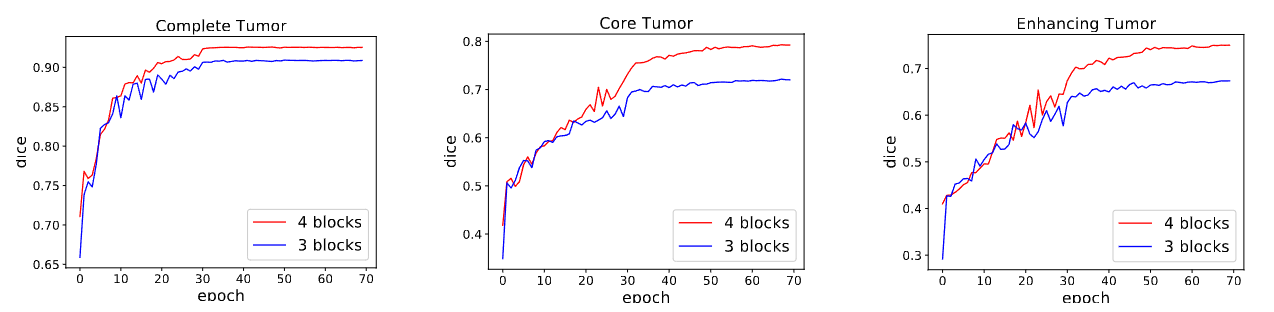 Complete Tumor
0.90
0.85
0.80
0.75
0.70
0.65
dice
0 10 20 30 40 50 60 70
epoch
4 blocks
3 blocks
Core Tumor
0.8
0.7
0.6
0.5
0.4
dice
0 10 20 30 40 50 60 70
epoch
4 blocks
3 blocks
Enhancing Tumor
0.7
0.6
0.5
0.4
0.3
dice
0 10 20 30 40 50 60 70
epoch
4 blocks
3 blocks